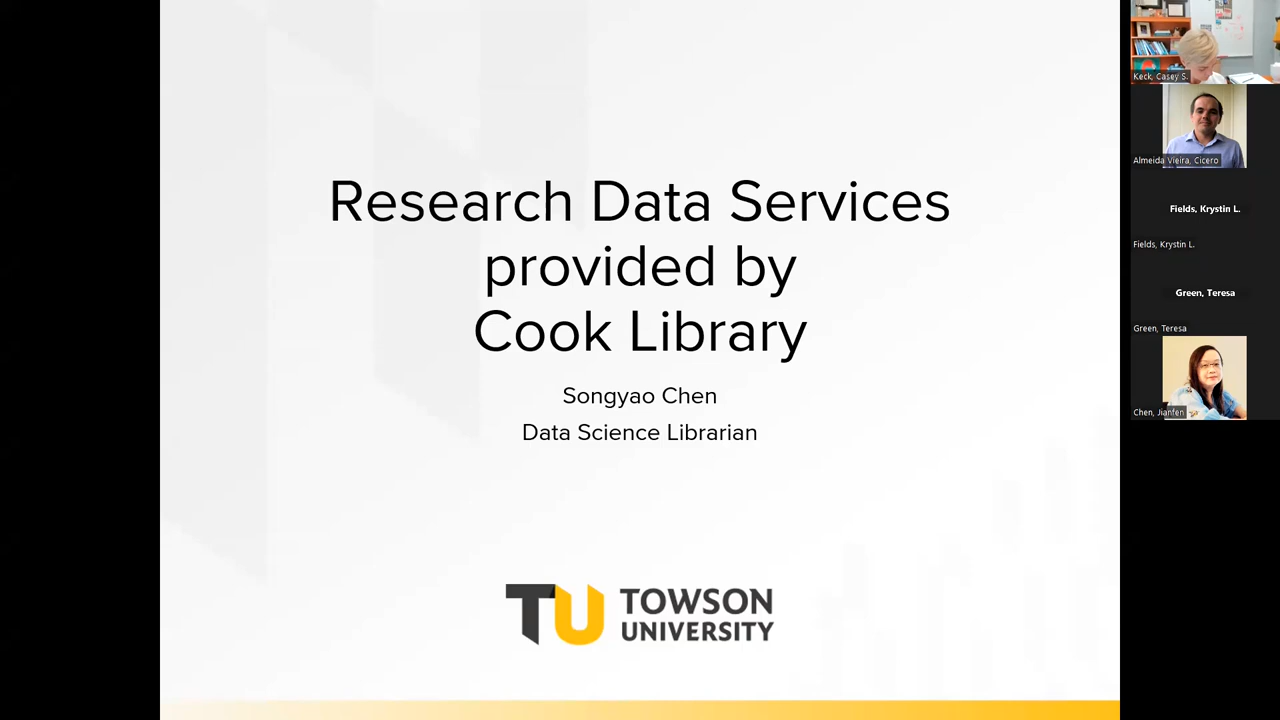 Research Data Services
provided by
Cook Library
Songyao Chen
Data Science Librarian
TU TOWSON
UNIVERSITY
Keck, Casey S.
Almeida Vieira, Cicero
Fields, Krystin L.
Fields, Krystin L.
Green, Teresa
Green, Teresa
Chen, Jianfen